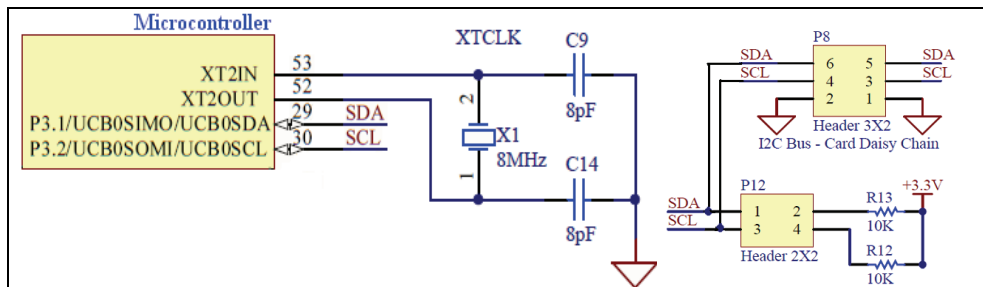 Microcontroller
XT2IN
XT2OUT
P3.1/UCB0SIMO/UCB0SDA
P3.2/UCB0SOMI/UCB0SCL
53
52
29
30
SDA
SCL
XTCLK
2
1
X1
8MHz
C9
8pF
C14
8pF
P8
SDA
SCL
6 5
4 3
2 1
SDA
SCL
Header 3X2
I2C Bus - Card Daisy Chain
P12
SDA
SCL
1 2
3 4
Header 2X2
R13
10K
R12
10K
+3.3V